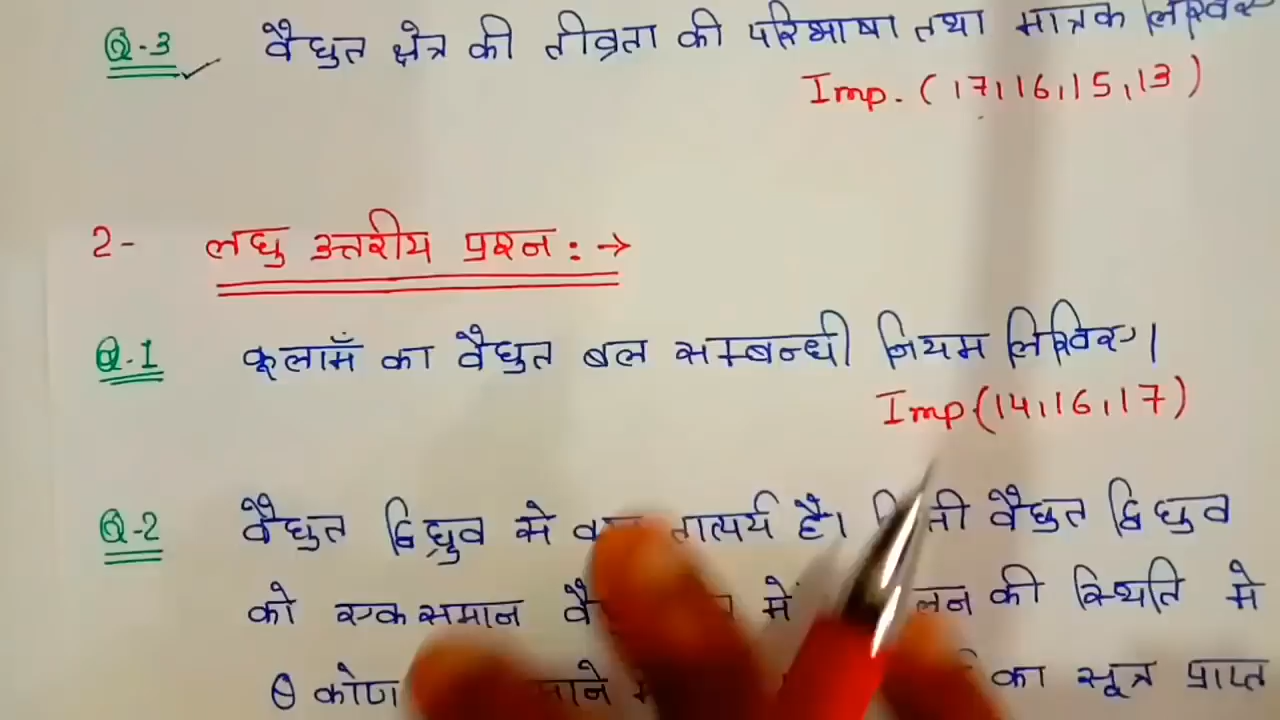 Q-3 वैद्युत क्षेत्र की तीव्रता की परिभाषा तथा मात्रक लिखिए
Imp. (17,16,15,13)
2- लघु उत्तरीय प्रश्न :→
Q-1 कूलामँ का वैद्युत बल सम्बन्धी नियम लिखिए।
Imp (14,16,17)
Q-2 वैद्युत द्विध्रुव से तात्पर्य है। वैद्युत द्विध्रुव
को एकसमान में की स्थिति से
θ कोण का सूत्र प्राप्त